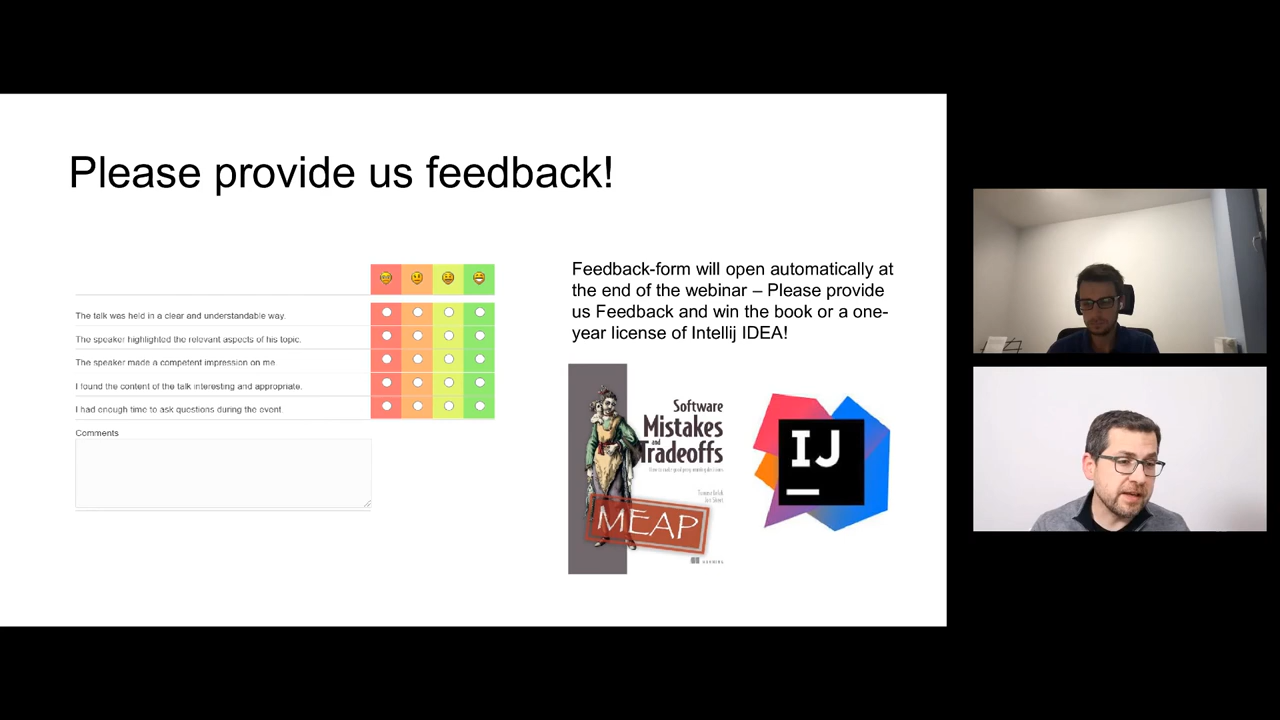 Please provide us feedback!
The talk was held in a clear and understandable way.
The speaker highlighted the relevant aspects of his topic.
The speaker made a competent impression on me.
I found the content of the talk interesting and appropriate.
I had enough time to ask questions during the event.
Comments
Feedback-form will open automatically at
the end of the webinar – Please provide
us Feedback and win the book or a one-
year license of Intellij IDEA!
Software
Mistakes
and
Tradeoffs
MEAP
MANNING
IJ